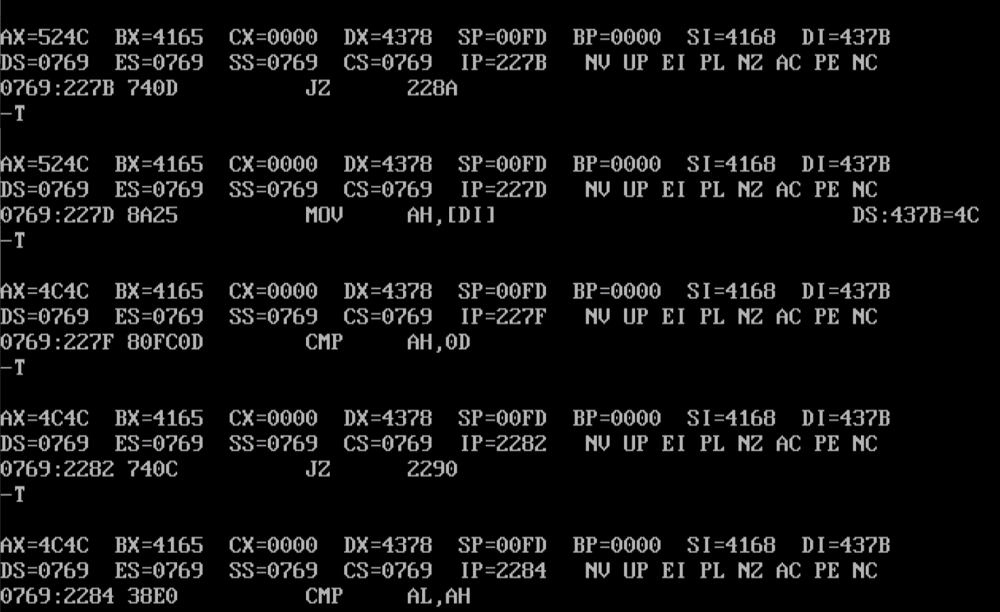 AX=524C BX=4165 CX=0000 DX=4378 SP=00FD BP=0000 SI=4168 DI=437B
DS=0769 ES=0769 SS=0769 CS=0769 IP=227B NV UP EI PL NZ AC PE NC
0769:227B 740D JZ 228A
-T
AX=524C BX=4165 CX=0000 DX=4378 SP=00FD BP=0000 SI=4168 DI=437B
DS=0769 ES=0769 SS=0769 CS=0769 IP=227D NV UP EI PL NZ AC PE NC
0769:227D 8A25 MOV AH,[DI] DS:437B=4C
-T
AX=4C4C BX=4165 CX=0000 DX=4378 SP=00FD BP=0000 SI=4168 DI=437B
DS=0769 ES=0769 SS=0769 CS=0769 IP=227F NV UP EI PL NZ AC PE NC
0769:227F 80FC0D CMP AH,0D
-T
AX=4C4C BX=4165 CX=0000 DX=4378 SP=00FD BP=0000 SI=4168 DI=437B
DS=0769 ES=0769 SS=0769 CS=0769 IP=2282 NV UP EI PL NZ AC PE NC
0769:2282 740C JZ 2290
-T
AX=4C4C BX=4165 CX=0000 DX=4378 SP=00FD BP=0000 SI=4168 DI=437B
DS=0769 ES=0769 SS=0769 CS=0769 IP=2284 NV UP EI PL NZ AC PE NC
0769:2284 38E0 CMP AL,AH